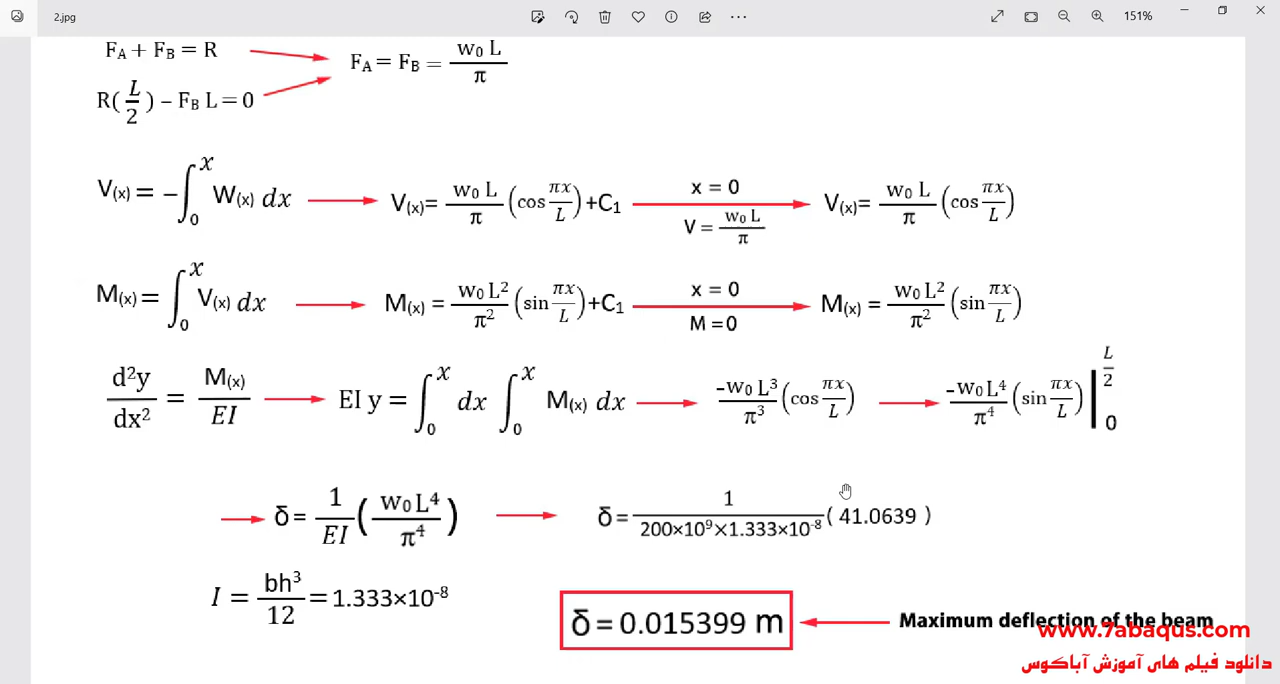 2.jpg
151%
F_A + F_B = R
F_A = F_B = w₀ L / π
R(L/2) – F_B L = 0
V(x) = –∫₀ˣ W(x) dx → V(x)= w₀ L / π (cos πx/L) +C₁ → x = 0, V = w₀ L / π → V(x)= w₀ L / π (cos πx/L)
M(x) = ∫₀ˣ V(x) dx → M(x) = w₀ L² / π² (sin πx/L) +C₁ → x = 0, M = 0 → M(x) = w₀ L² / π² (sin πx/L)
d²y/dx² = M(x)/EI → EI y = ∫₀ˣ dx ∫₀ˣ M(x) dx → -w₀ L³ / π³ (cos πx/L) → -w₀ L⁴ / π⁴ (sin πx/L) |₀^(L/2)
→ δ = 1/EI (w₀ L⁴ / π⁴) → δ = 1 / 200×10⁹×1.333×10⁻⁸ ( 41.0639 )
I = bh³/12 = 1.333×10⁻⁸
δ = 0.015399 m ← Maximum deflection of the beam
www.7abaqus.com
دانلود فیلم های آموزش آباکوس